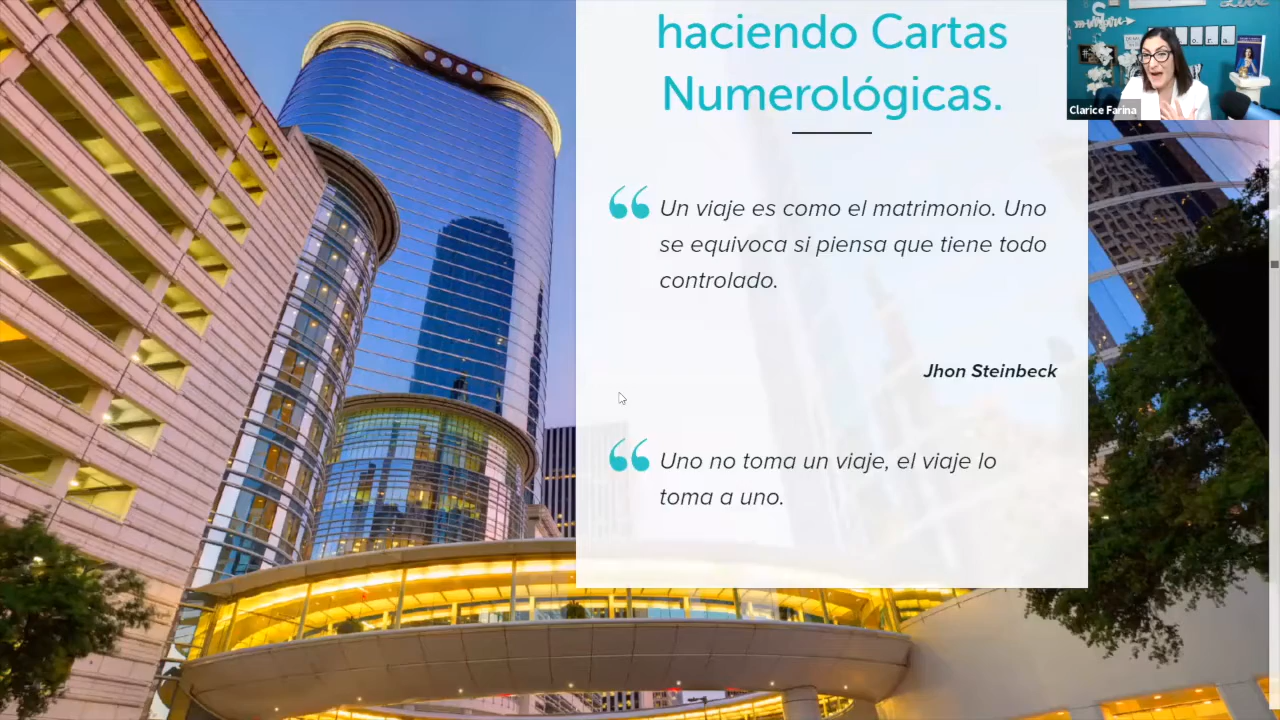 haciendo Cartas
Numerológicas.
Un viaje es como el matrimonio. Uno
se equivoca si piensa que tiene todo
controlado.
Jhon Steinbeck
Uno no toma un viaje, el viaje lo
toma a uno.
Clarice Farina